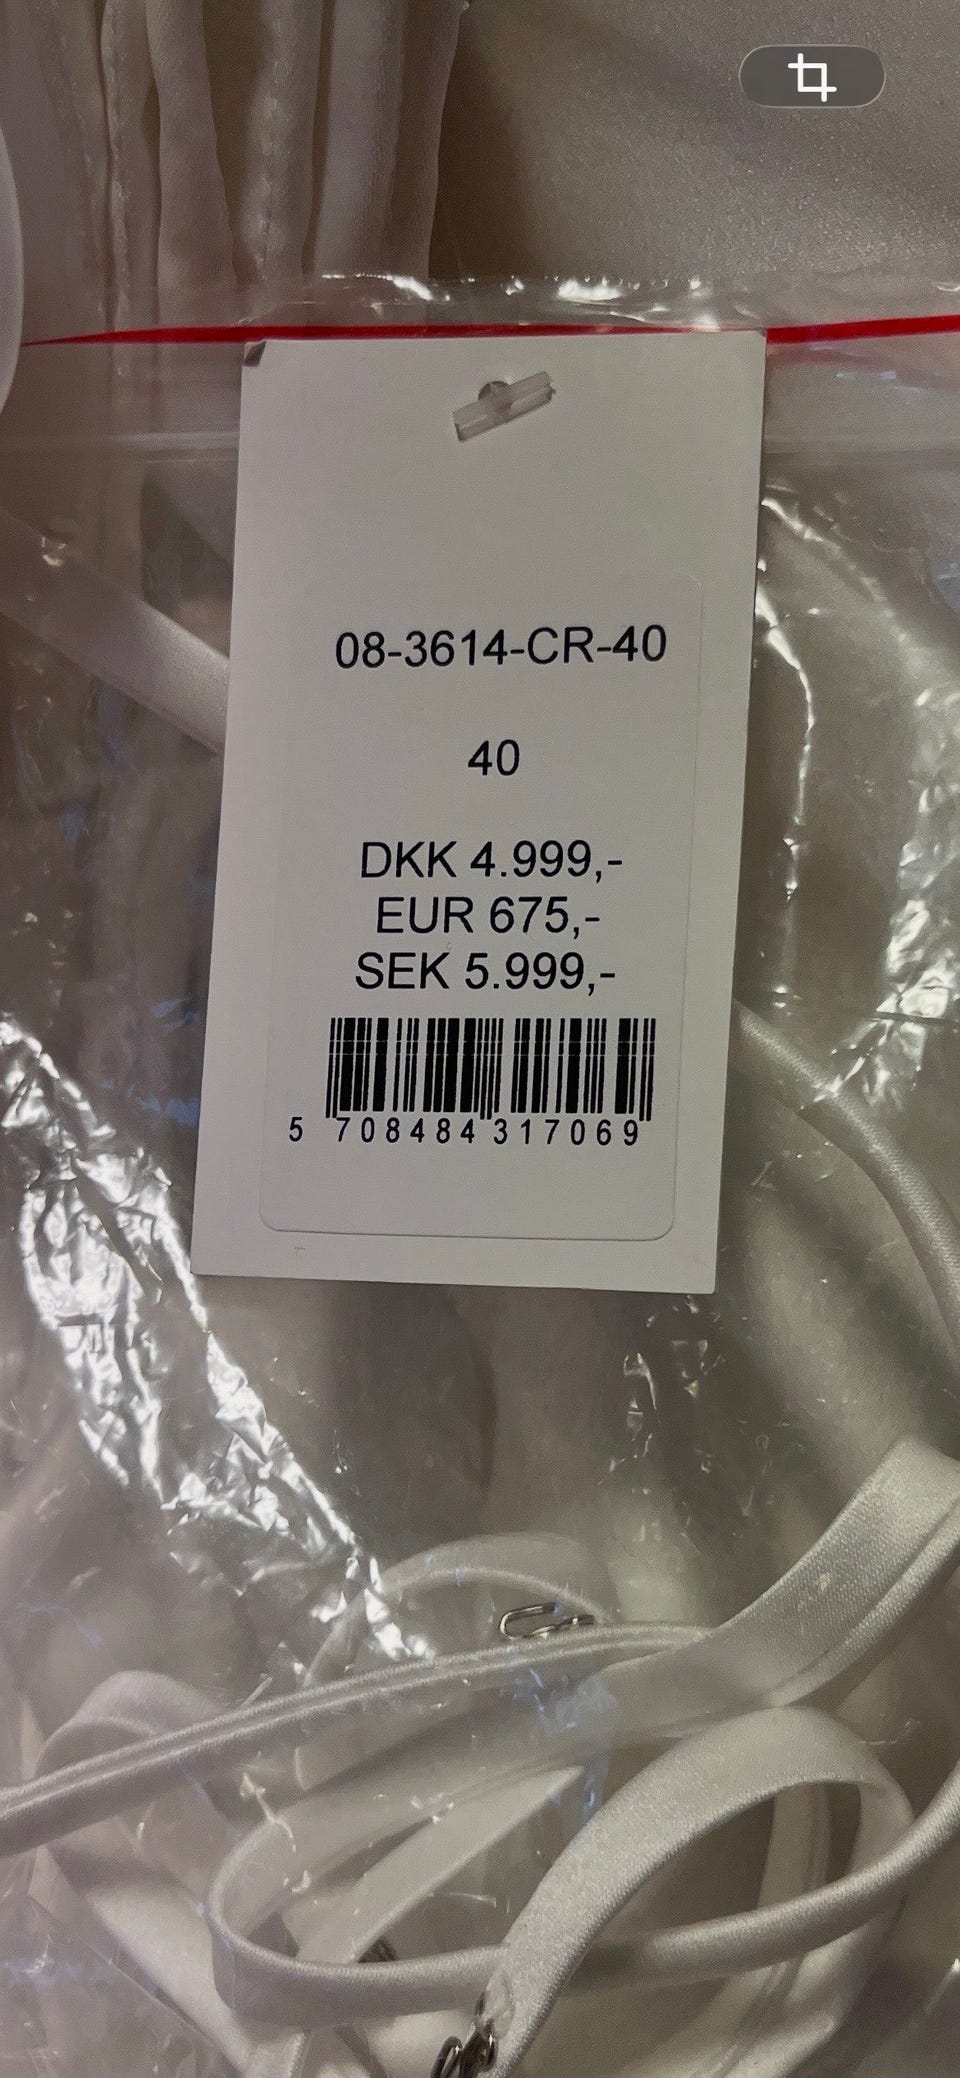 08-3614-CR-40
40
DKK 4.999,-
EUR 675,-
SEK 5.999,-
5 708484 317069